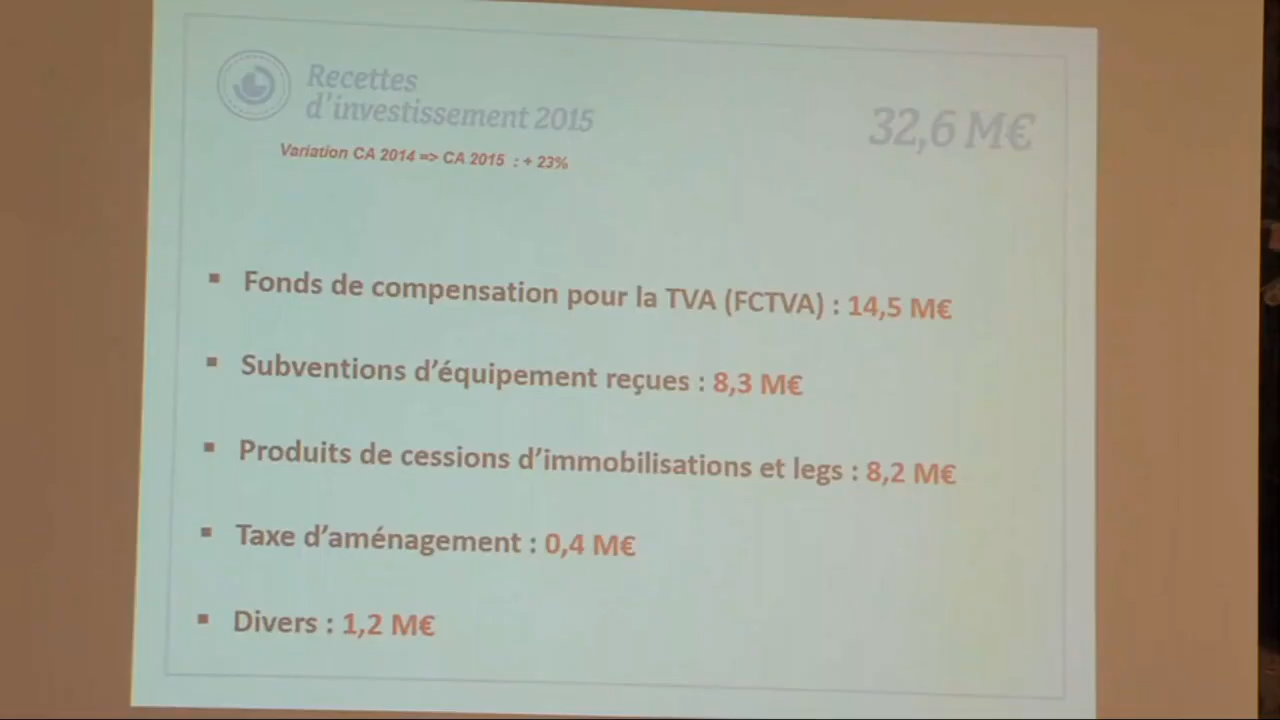 Recettes
d'investissement 2015
32,6 M€
Variation CA 2014 => CA 2015 : + 23%
▪ Fonds de compensation pour la TVA (FCTVA) : 14,5 M€
▪ Subventions d’équipement reçues : 8,3 M€
▪ Produits de cessions d’immobilisations et legs : 8,2 M€
▪ Taxe d’aménagement : 0,4 M€
▪ Divers : 1,2 M€